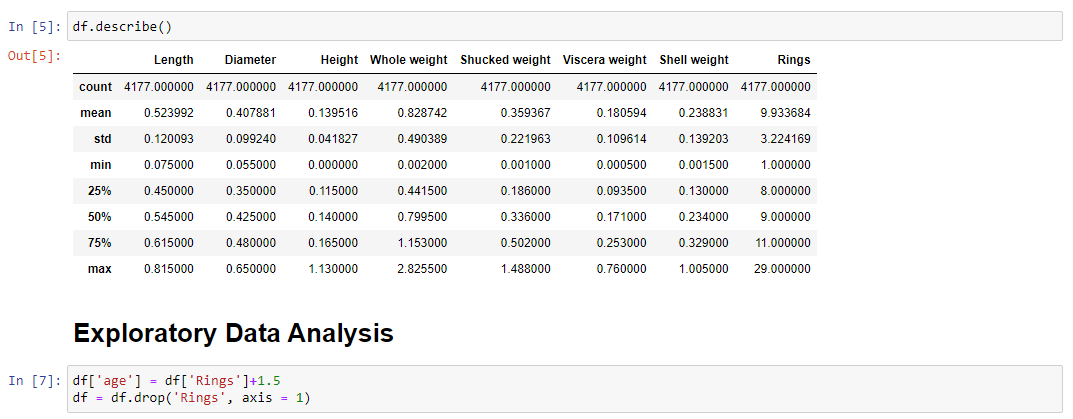 In [5]: df.describe()
Out[5]:
Length Diameter Height Whole weight Shucked weight Viscera weight Shell weight Rings
count 4177.000000 4177.000000 4177.000000 4177.000000 4177.000000 4177.000000 4177.000000 4177.000000
mean 0.523992 0.407881 0.139516 0.828742 0.359367 0.180594 0.238831 9.933684
std 0.120093 0.099240 0.041827 0.490389 0.221963 0.109614 0.139203 3.224169
min 0.075000 0.055000 0.000000 0.002000 0.001000 0.000500 0.001500 1.000000
25% 0.450000 0.350000 0.115000 0.441500 0.186000 0.093500 0.130000 8.000000
50% 0.545000 0.425000 0.140000 0.799500 0.336000 0.171000 0.234000 9.000000
75% 0.615000 0.480000 0.165000 1.153000 0.502000 0.253000 0.329000 11.000000
max 0.815000 0.650000 1.130000 2.825500 1.488000 0.760000 1.005000 29.000000
Exploratory Data Analysis
In [7]: df['age'] = df['Rings']+1.5
df = df.drop('Rings', axis = 1)